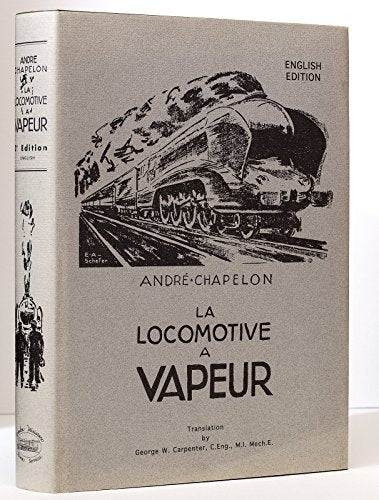 ANDRE
CHAPELON
LA
LOCOMOTIVE
A
VAPEUR
Edition
ENGLISH
ENGLISH
EDITION
E-A-
Schefer
ANDRÉ·CHAPELON
LA
LOCOMOTIVE
A
VAPEUR
Translation
by
George W. Carpenter, C.Eng., M.I. Mech.E.